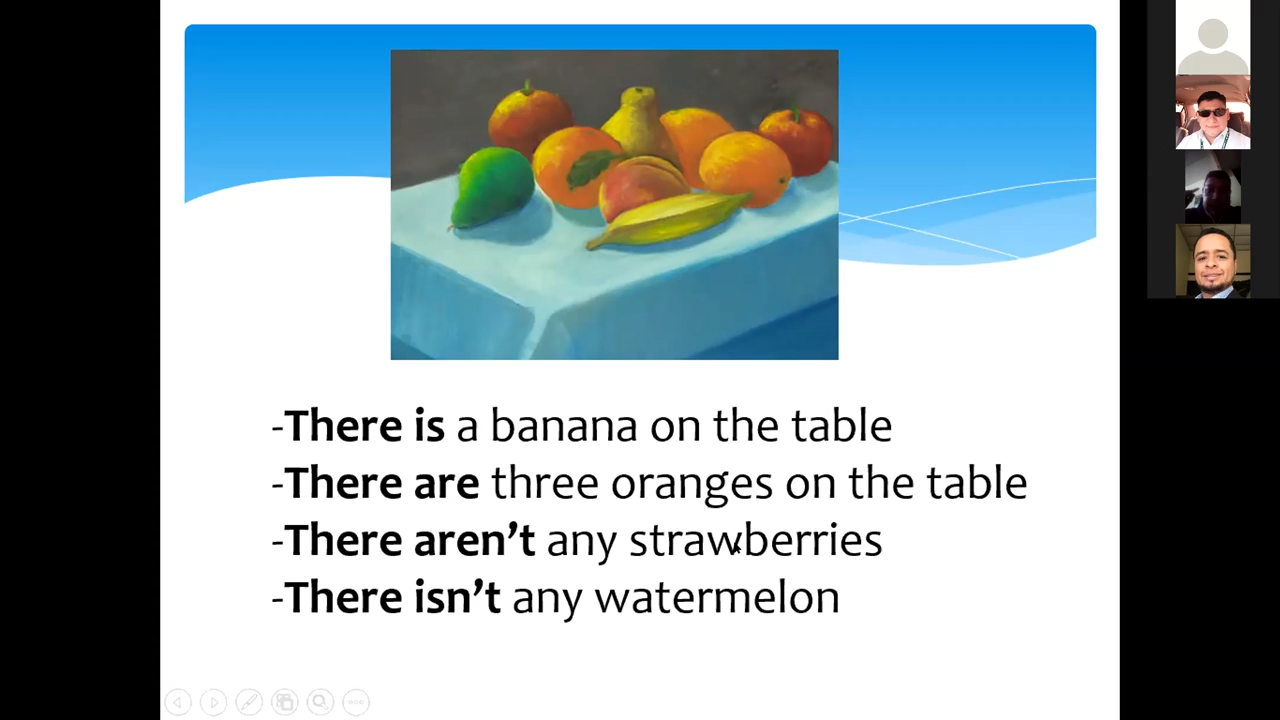 -There is a banana on the table
-There are three oranges on the table
-There aren’t any strawberries
-There isn’t any watermelon